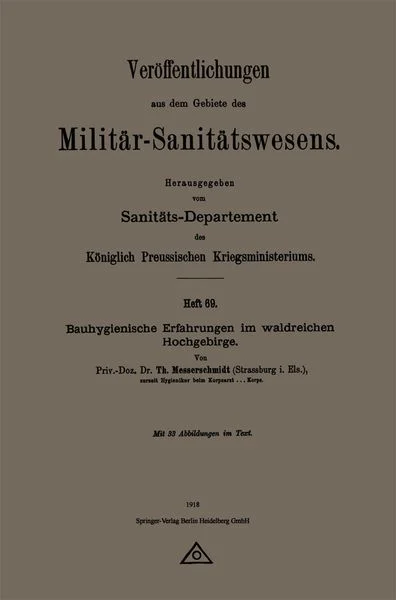 Veröffentlichungen
aus dem Gebiete des
Militär-Sanitätswesens.
Herausgegeben
vom
Sanitäts-Departement
des
Königlich Preussischen Kriegsministeriums.
Heft 69.
Bauhygienische Erfahrungen im waldreichen
Hochgebirge.
Von
Priv.-Doz. Dr. Th. Messerschmidt (Strassburg i. Els.),
zurzeit Hygieniker beim Korpsarzt . . . Korps.
Mit 33 Abbildungen im Text.
1918
Springer-Verlag Berlin Heidelberg GmbH